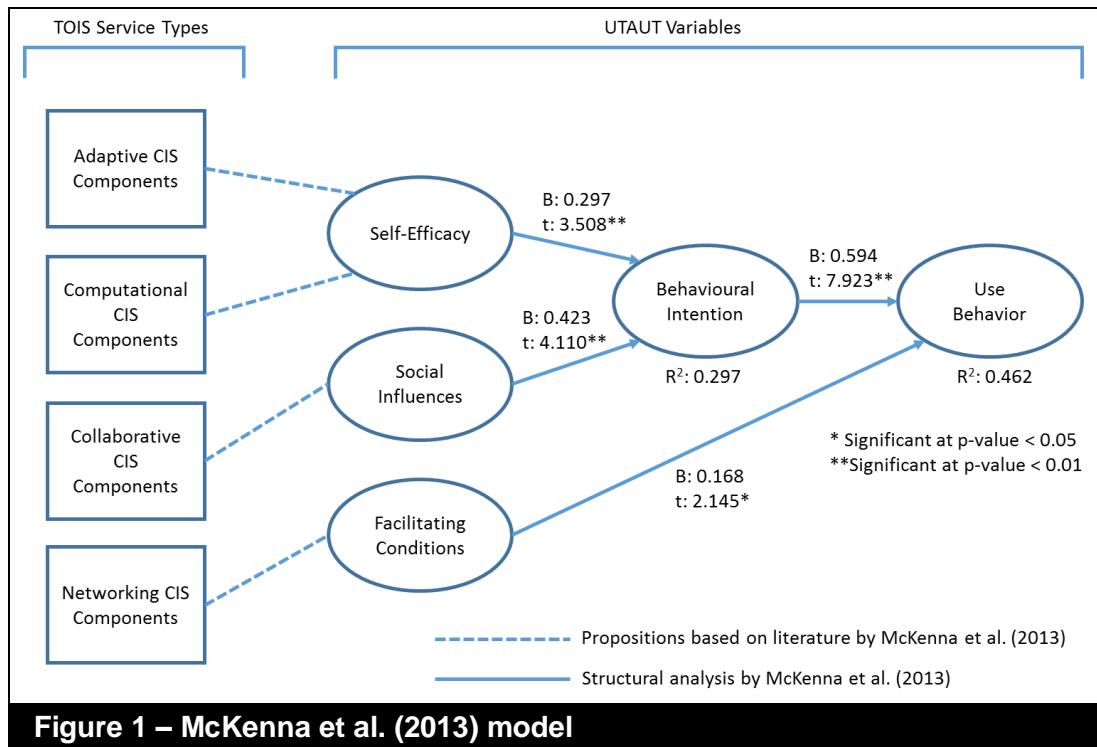 TOIS Service Types
UTAUT Variables
Adaptive CIS
Components
Computational
CIS
Components
Collaborative
CIS
Components
Networking CIS
Components
Self-Efficacy
Social
Influences
Facilitating
Conditions
B: 0.297
t: 3.508**
B: 0.423
t: 4.110**
Behavioural
Intention
R²: 0.297
B: 0.594
t: 7.923**
Use
Behavior
R²: 0.462
B: 0.168
t: 2.145*
* Significant at p-value < 0.05
**Significant at p-value < 0.01
Propositions based on literature by McKenna et al. (2013)
Structural analysis by McKenna et al. (2013)
Figure 1 – McKenna et al. (2013) model